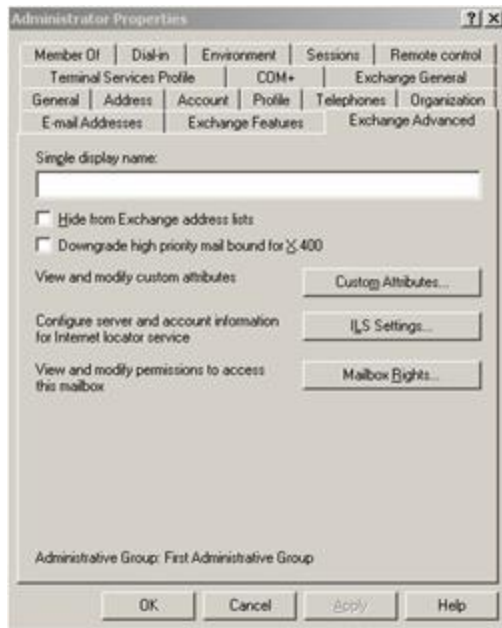 Administrator Properties
Member Of Dial-in Environment Sessions Remote control
Terminal Services Profile COM+ Exchange General
General Address Account Profile Telephones Organization
E-mail Addresses Exchange Features Exchange Advanced
Simple display name:
Hide from Exchange address lists
Downgrade high priority mail bound for X.400
View and modify custom attributes
Custom Attributes...
Configure server and account information
for Internet locator service
ILS Settings...
View and modify permissions to access
this mailbox
Mailbox Rights...
Administrative Group: First Administrative Group
OK Cancel Apply Help